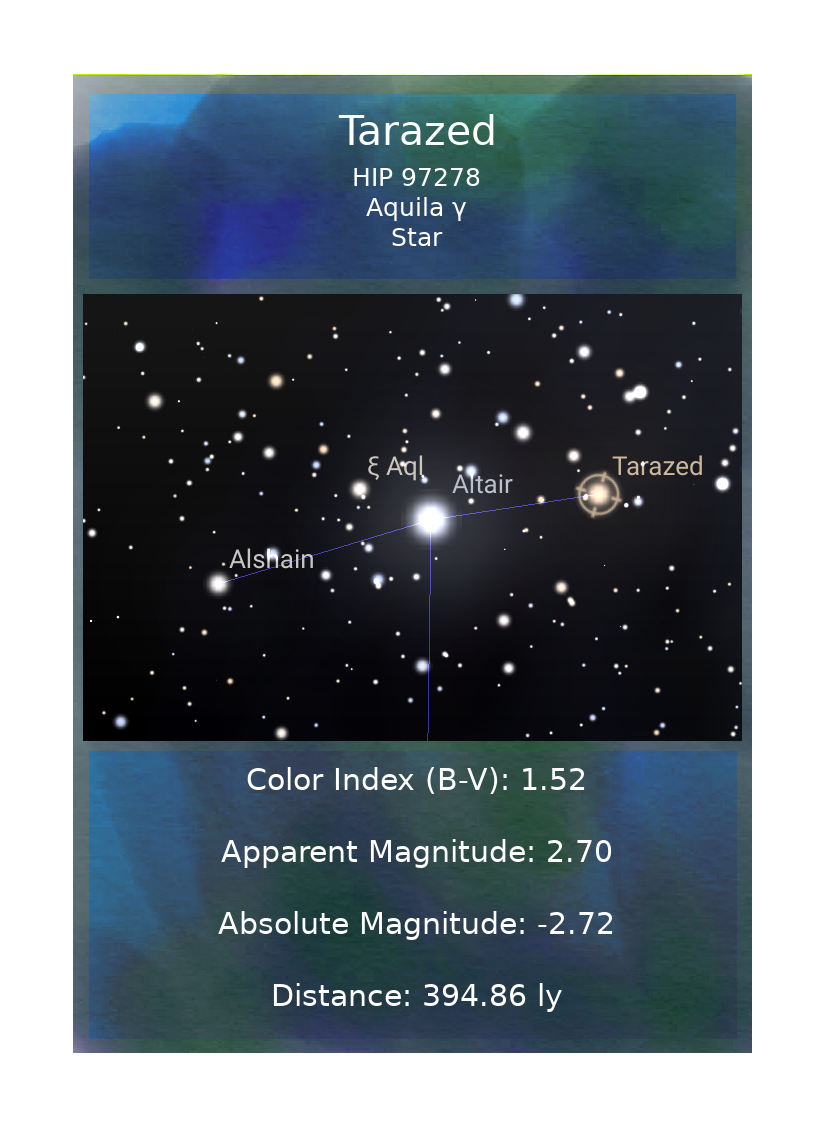 Tarazed
HIP 97278
Aquila γ
Star
ξ Aql
Tarazed
Altair
Alshain
Color Index (B-V): 1.52
Apparent Magnitude: 2.70
Absolute Magnitude: -2.72
Distance: 394.86 ly